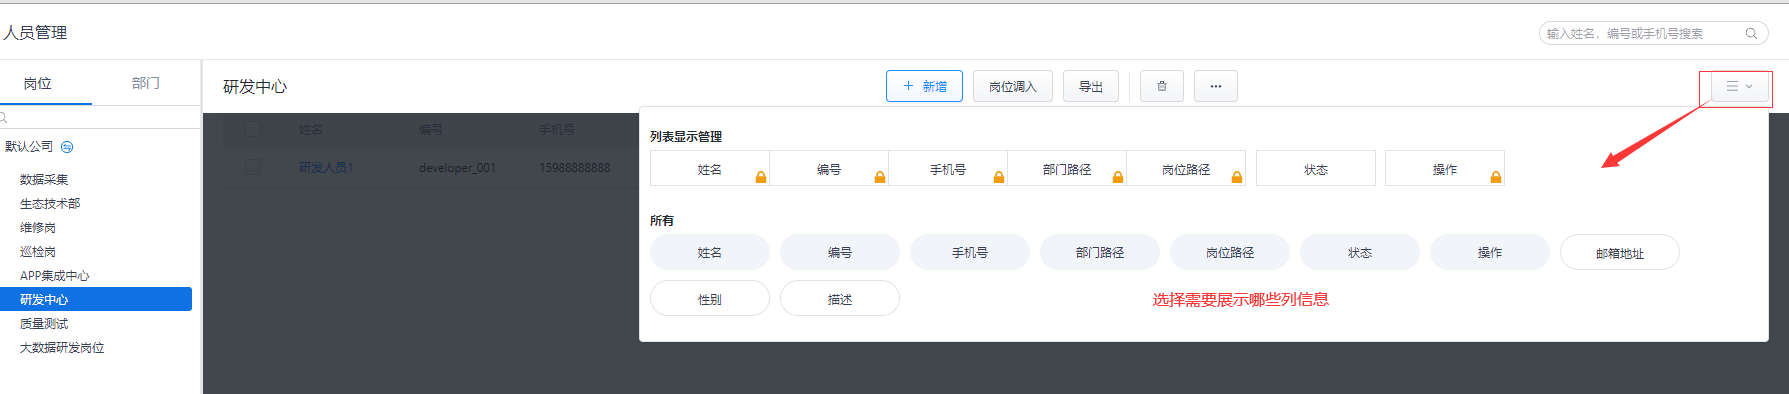 人员管理
输入姓名，编号或手机号搜索
岗位 部门
研发中心
新增 岗位调入 导出
默认公司
数据采集
生态技术部
维修岗
巡检岗
APP集成中心
研发中心
质量测试
大数据研发岗位
姓名 编号 手机号
研发人员1 developer_001 15988888888
列表显示管理
姓名 编号 手机号 部门路径 岗位路径 状态 操作
所有
姓名 编号 手机号 部门路径 岗位路径 状态 操作 邮箱地址
性别 描述
选择需要展示哪些列信息